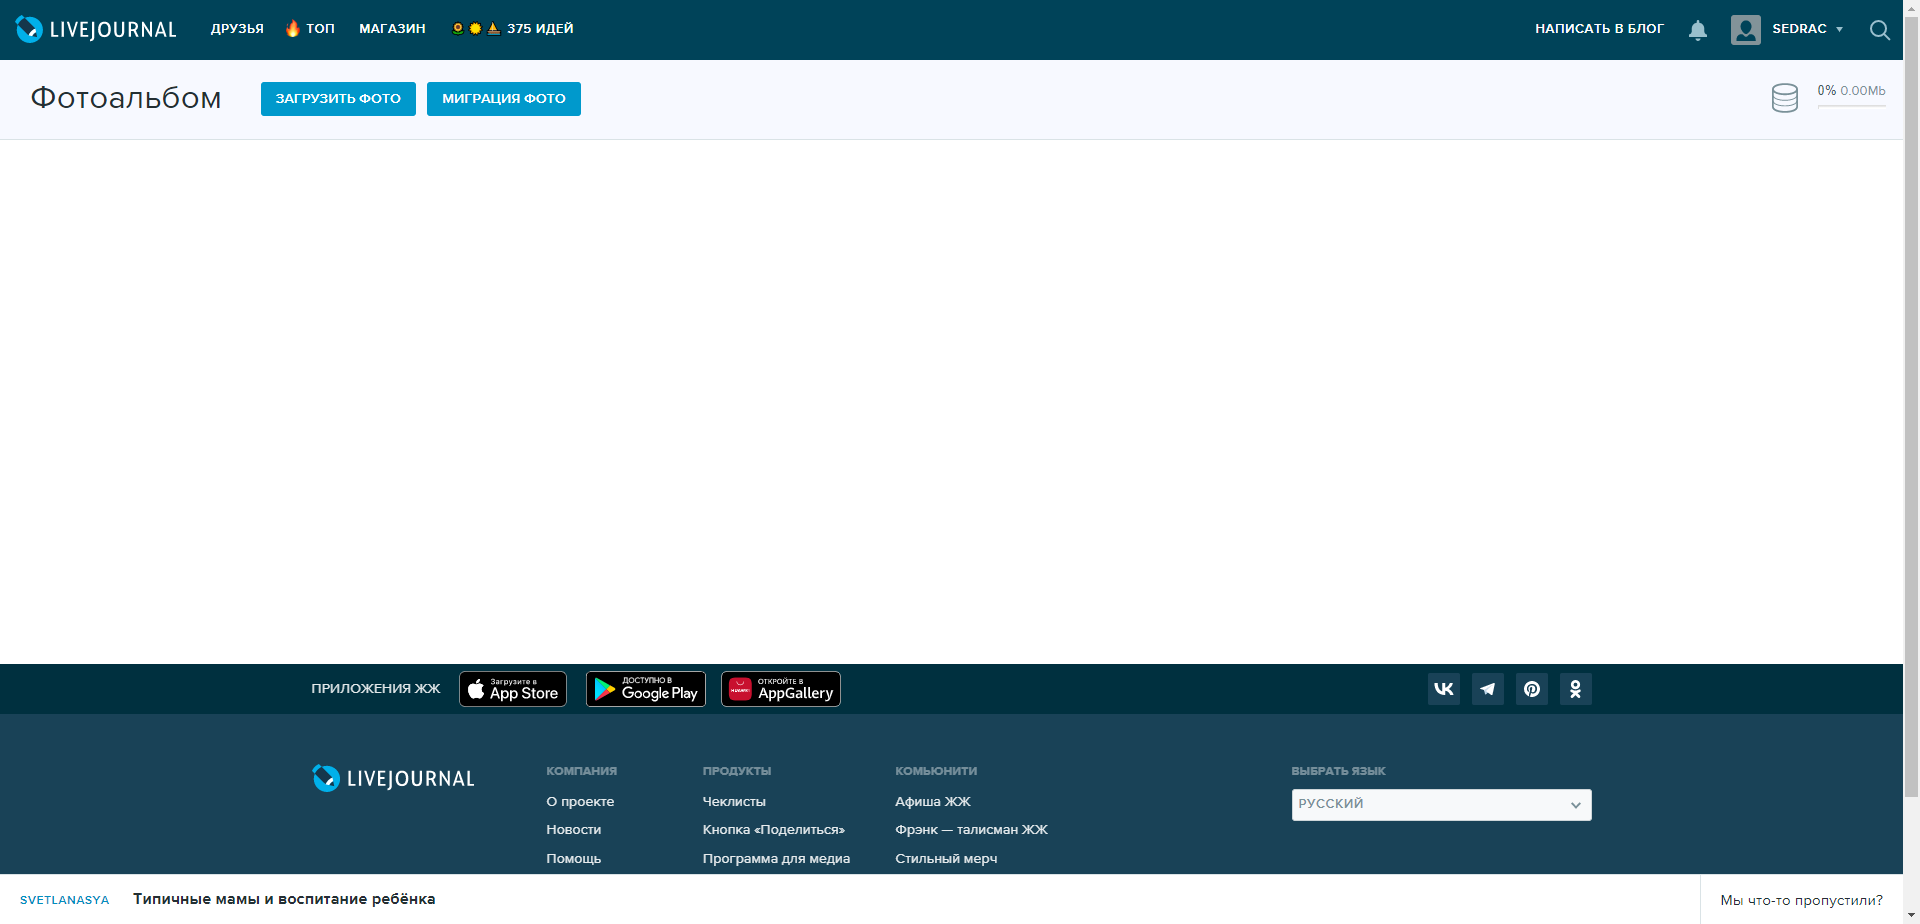 LIVEJOURNAL ДРУЗЬЯ ТОП МАГАЗИН 375 ИДЕЙ НАПИСАТЬ В БЛОГ SEDRAC
Фотоальбом ЗАГРУЗИТЬ ФОТО МИГРАЦИЯ ФОТО 0% 0.00Mb
ПРИЛОЖЕНИЯ ЖЖ
Загрузите в
App Store
ДОСТУПНО В
Google Play
HUAWEI
ОТКРОЙТЕ В
AppGallery
LIVEJOURNAL
КОМПАНИЯ
О проекте
Новости
Помощь
ПРОДУКТЫ
Чеклисты
Кнопка «Поделиться»
Программа для медиа
КОМЬЮНИТИ
Афиша ЖЖ
Фрэнк — талисман ЖЖ
Стильный мерч
ВЫБРАТЬ ЯЗЫК
РУССКИЙ
SVETLANASYA Типичные мамы и воспитание ребёнка Мы что-то пропустили?